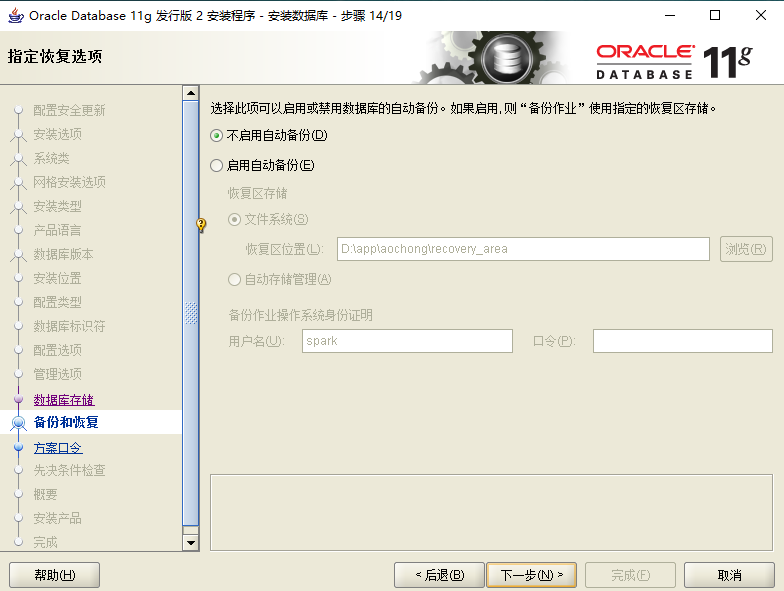 Oracle Database 11g 发行版 2 安装程序 - 安装数据库 - 步骤 14/19
指定恢复选项
ORACLE
DATABASE 11g
配置安全更新
安装选项
系统类
网格安装选项
安装类型
产品语言
数据库版本
安装位置
配置类型
数据库标识符
配置选项
管理选项
数据库存储
备份和恢复
方案口令
先决条件检查
概要
安装产品
完成
选择此项可以启用或禁用数据库的自动备份。如果启用,则“备份作业”使用指定的恢复区存储。
不启用自动备份(D)
启用自动备份(E)
恢复区存储
文件系统(S)
恢复区位置(L): D:\app\aochong\recovery_area 浏览(R)
自动存储管理(A)
备份作业操作系统身份证明
用户名(U): spark 口令(P):
帮助(H) < 后退(B) 下一步(N) > 完成(F) 取消